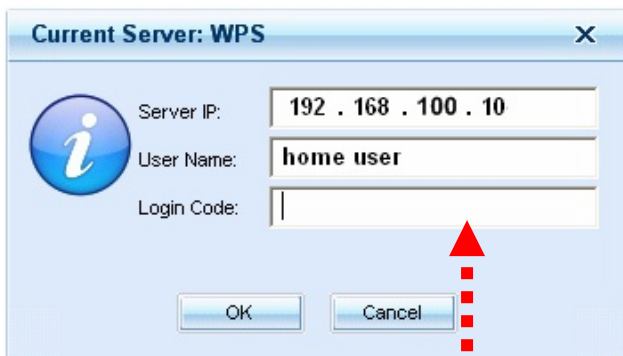 Current Server: WPS X
Server IP: 192 . 168 . 100 . 10
User Name: home user
Login Code:
OK Cancel